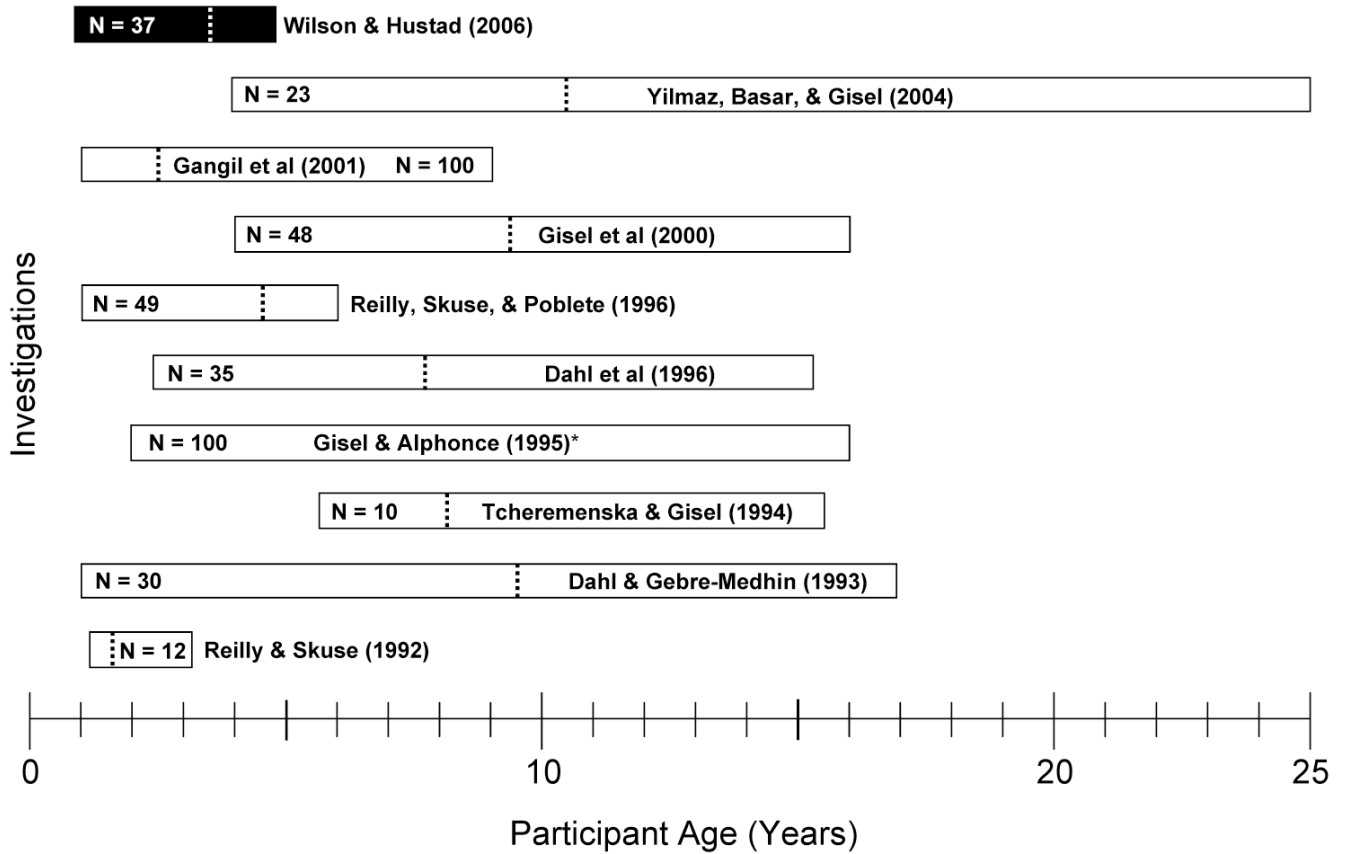 N = 37 Wilson & Hustad (2006)
N = 23 Yilmaz, Basar, & Gisel (2004)
Gangil et al (2001) N = 100
N = 48 Gisel et al (2000)
N = 49 Reilly, Skuse, & Poblete (1996)
N = 35 Dahl et al (1996)
N = 100 Gisel & Alphonce (1995)*
N = 10 Tcheremenska & Gisel (1994)
N = 30 Dahl & Gebre-Medhin (1993)
N = 12 Reilly & Skuse (1992)
Investigations
0 10 20 25
Participant Age (Years)